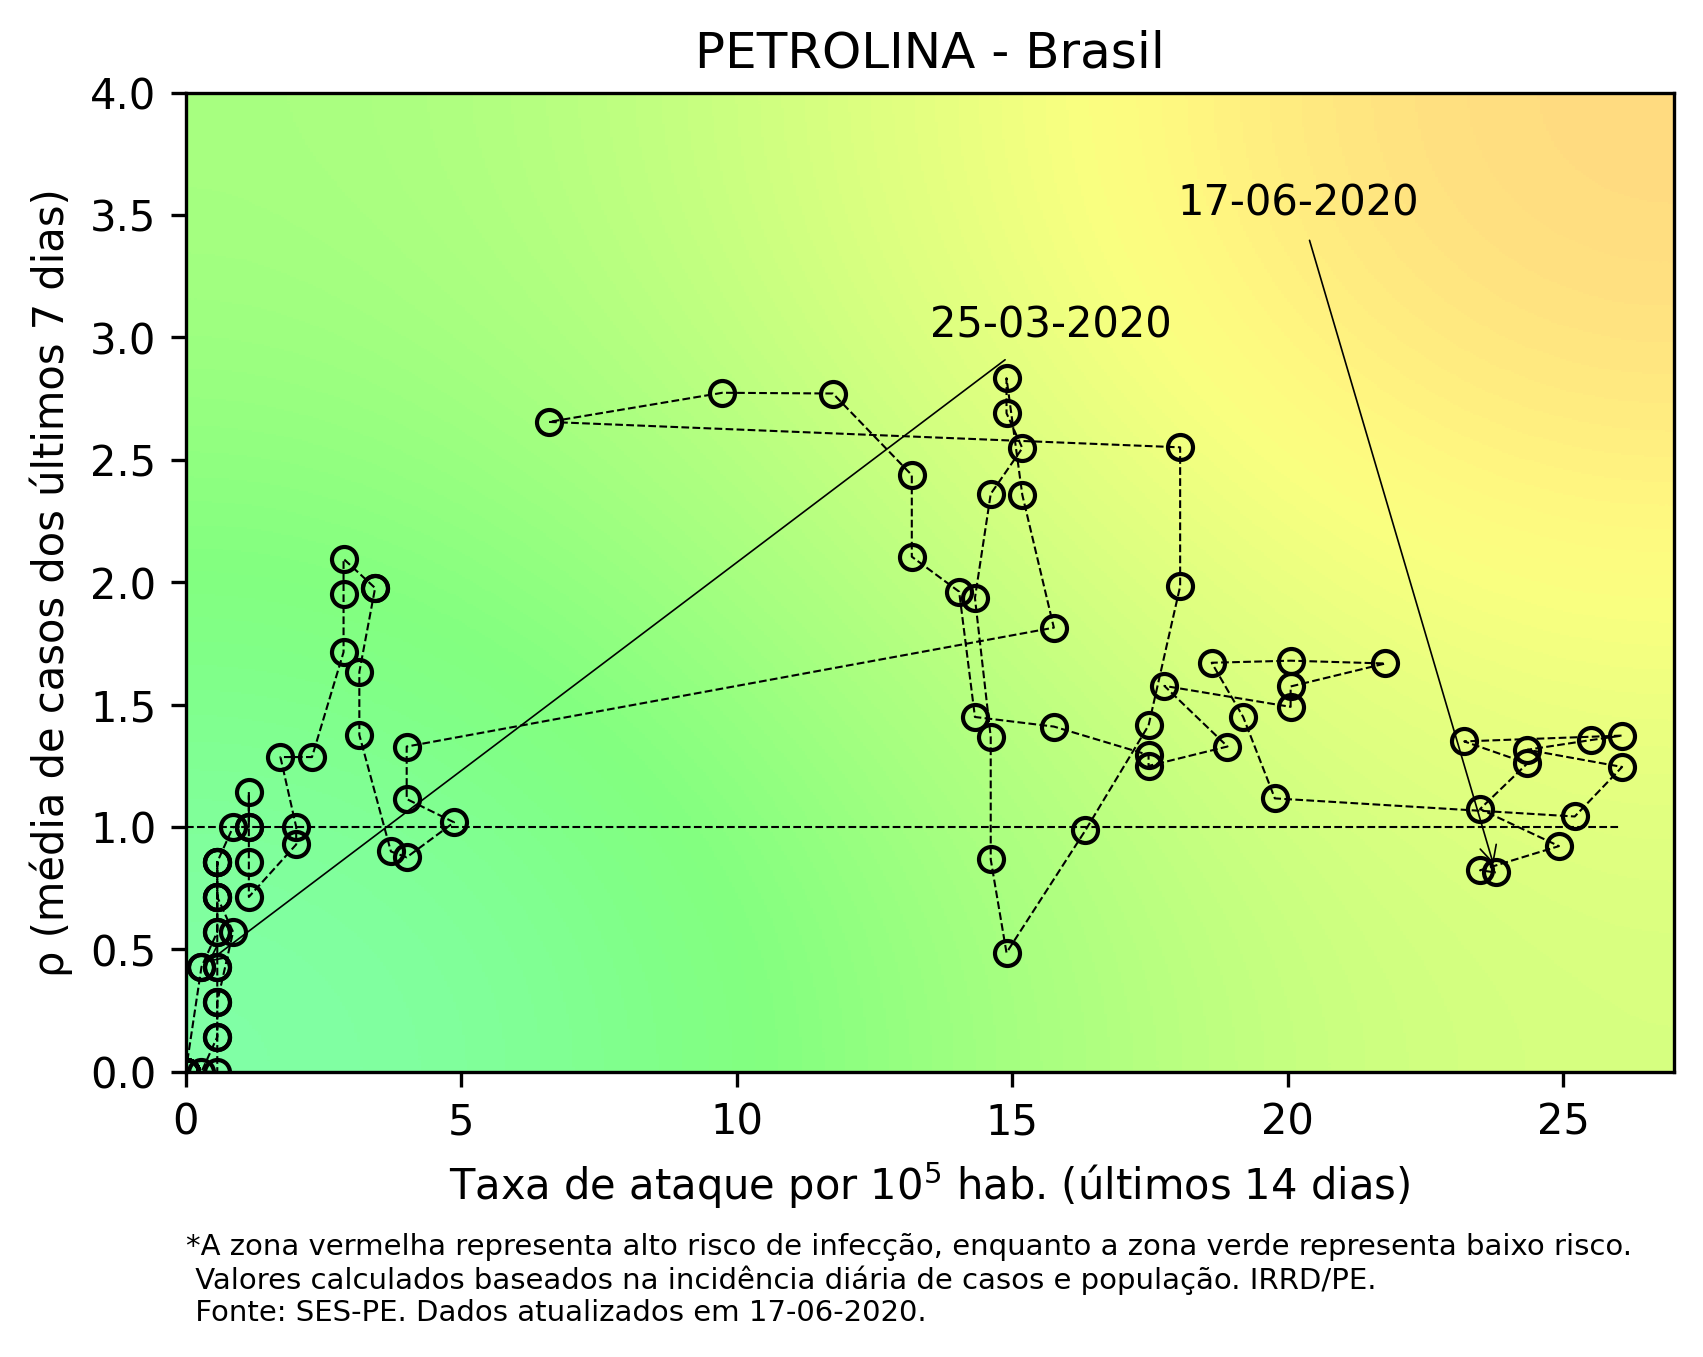 PETROLINA - Brasil
4.0
3.5
3.0
2.5
2.0
1.5
1.0
0.5
0.0
ρ (média de casos dos últimos 7 dias)
17-06-2020
25-03-2020
0 5 10 15 20 25
Taxa de ataque por 10⁵ hab. (últimos 14 dias)
*A zona vermelha representa alto risco de infecção, enquanto a zona verde representa baixo risco.
Valores calculados baseados na incidência diária de casos e população. IRRD/PE.
Fonte: SES-PE. Dados atualizados em 17-06-2020.